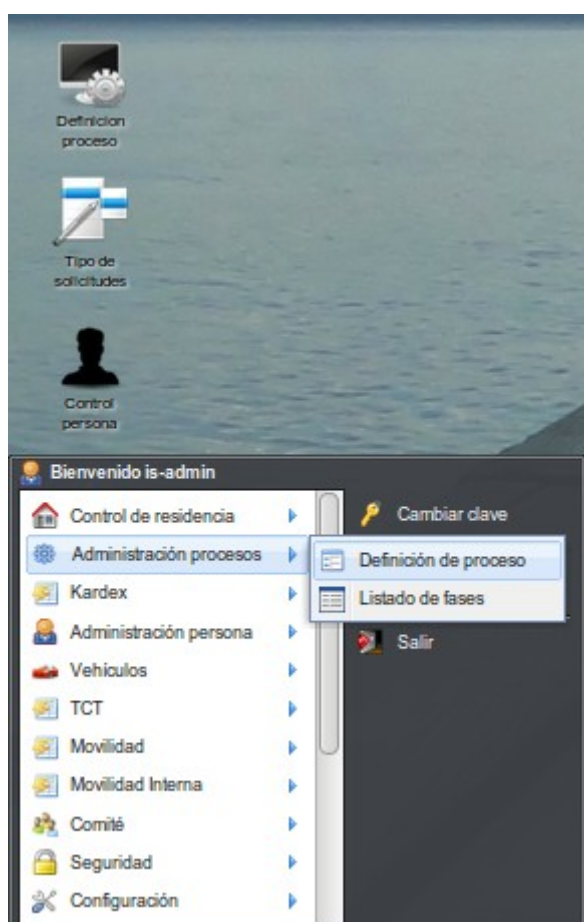 Definicion
proceso
Tipo de
solicitudes
Control
persona
Bienvenido is-admin
Control de residencia
Cambiar clave
Administración procesos
Definición de proceso
Kardex
Listado de fases
Administración persona
Salir
Vehículos
TCT
Movilidad
Movilidad Interna
Comité
Seguridad
Configuración